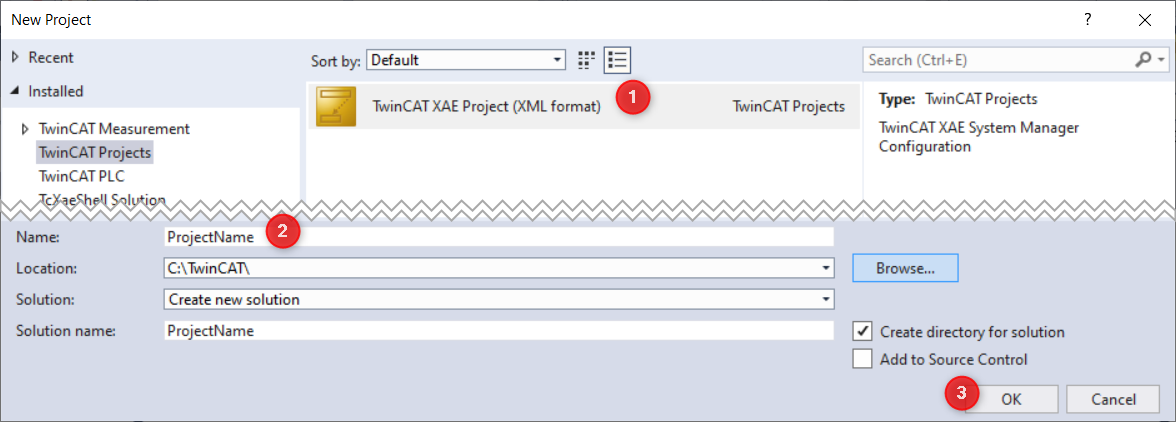 New Project
?
Recent
Installed
TwinCAT Measurement
TwinCAT Projects
TwinCAT PLC
TcXaeShell Solution
Sort by: Default
TwinCAT XAE Project (XML format) 1 TwinCAT Projects
Search (Ctrl+E)
Type: TwinCAT Projects
TwinCAT XAE System Manager
Configuration
Name: ProjectName 2
Location: C:\TwinCAT\ Browse...
Solution: Create new solution
Solution name: ProjectName
Create directory for solution
Add to Source Control
3 OK Cancel